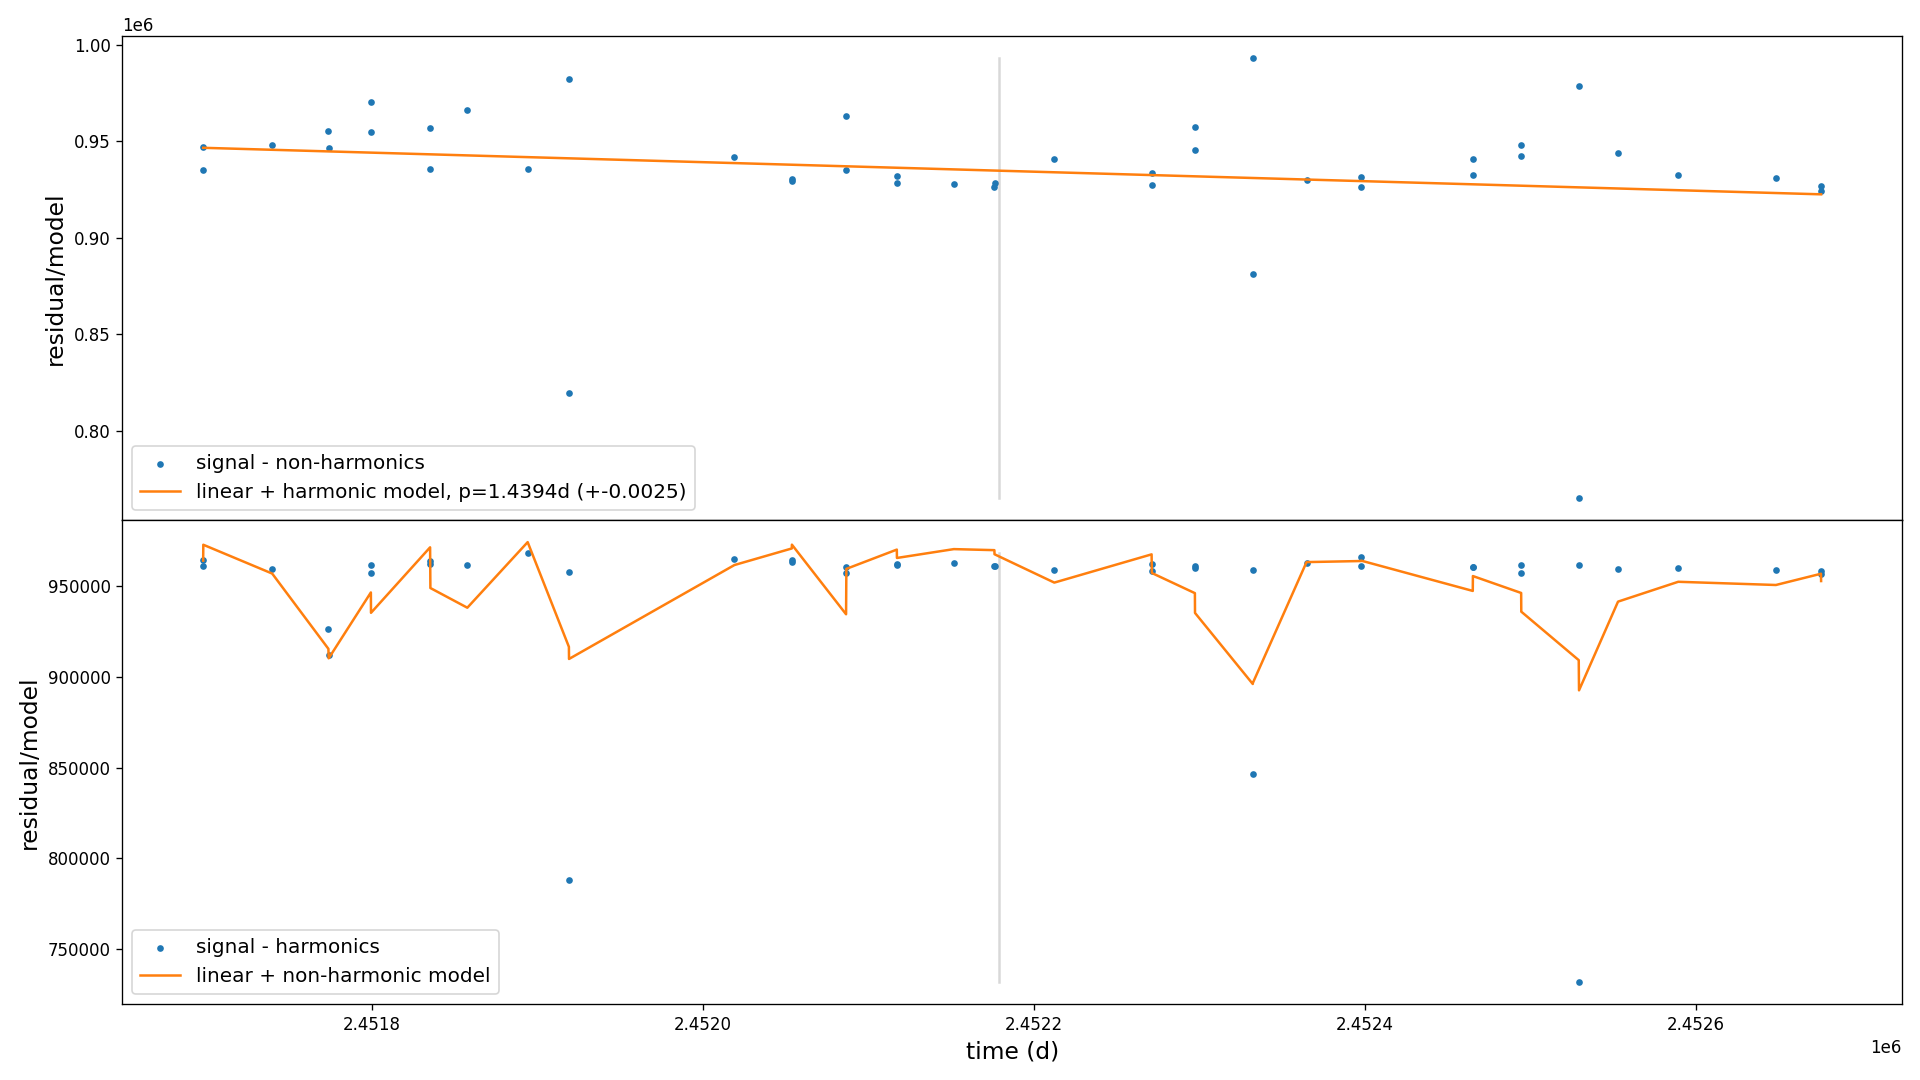 1e6
1.00
0.95
0.90
0.85
0.80
residual/model
signal - non-harmonics
linear + harmonic model, p=1.4394d (+-0.0025)
950000
900000
850000
800000
750000
residual/model
signal - harmonics
linear + non-harmonic model
2.4518 2.4520 2.4522 2.4524 2.4526
time (d)
1e6